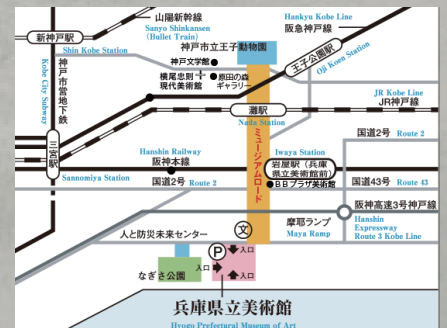 山陽新幹線
Sanyo Shinkansen
(Bullet Train)
Hankyu Kobe Line
阪急神戸線
新神戸駅
Shin Kobe Station
神戸市立王子動物園
王子公園駅
Oji Koen Station
神戸文学館
横尾忠則
現代美術館
原田の森
ギャラリー
神戸市営地下鉄
Kobe City Subway
JR Kobe Line
JR神戸線
灘駅
Nada Station
ミュージアムロード
国道2号 Route 2
三宮駅
Sannomiya Station
Hanshin Railway
阪神本線
Iwaya Station
岩屋駅（兵庫
県立美術館前）
国道2号 Route 2
BBプラザ美術館
国道43号 Route 43
阪神高速3号神戸線
Hanshin
Expressway
Route 3 Kobe Line
摩耶ランプ
Maya Ramp
人と防災未来センター
文
P
入口
入口
入口
なぎさ公園
兵庫県立美術館
Hyogo Prefectural Museum of Art